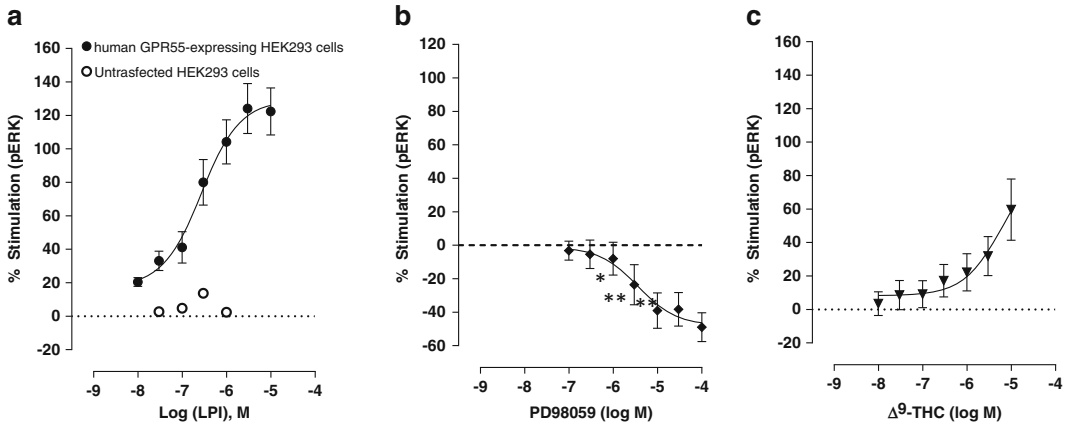 a
160
140
120
100
80
60
40
20
0
-20
% Stimulation (pERK)
human GPR55-expressing HEK293 cells
Untrasfected HEK293 cells
-9 -8 -7 -6 -5 -4
Log (LPI), M
b
120
100
80
60
40
20
0
-20
-40
-60
% Stimulation (pERK)
*
**
**
-9 -8 -7 -6 -5 -4
PD98059 (log M)
c
160
140
120
100
80
60
40
20
0
-20
% Stimulation (pERK)
-9 -8 -7 -6 -5 -4
Δ9-THC (log M)